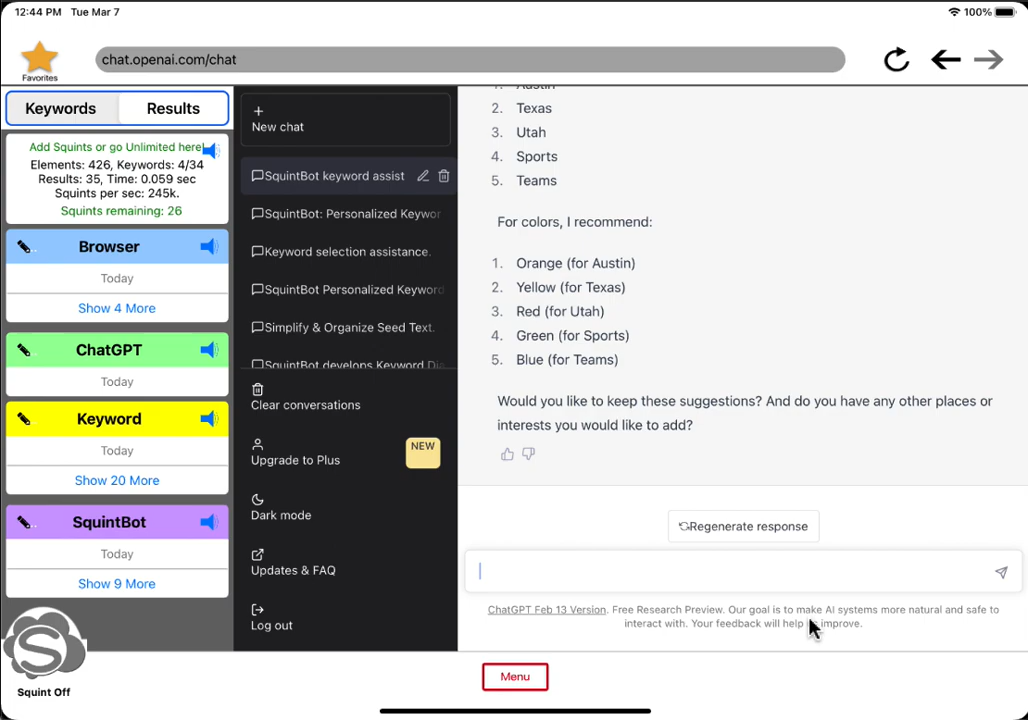 12:44 PM Tue Mar 7
100%
Favorites
chat.openai.com/chat
Keywords
Results
Add Squints or go Unlimited here!
Elements: 426, Keywords: 4/34
Results: 35, Time: 0.059 sec
Squints per sec: 245k.
Squints remaining: 26
Browser
Today
Show 4 More
ChatGPT
Today
Keyword
Today
Show 20 More
SquintBot
Today
Show 9 More
Squint Off
+
New chat
SquintBot keyword assist
SquintBot: Personalized Keywor
Keyword selection assistance.
SquintBot Personalized Keyword
Simplify & Organize Seed Text.
SquintBot develops Keyword Dia
Clear conversations
Upgrade to Plus
NEW
Dark mode
Updates & FAQ
Log out
1. Austin
2. Texas
3. Utah
4. Sports
5. Teams
For colors, I recommend:
1. Orange (for Austin)
2. Yellow (for Texas)
3. Red (for Utah)
4. Green (for Sports)
5. Blue (for Teams)
Would you like to keep these suggestions? And do you have any other places or
interests you would like to add?
Regenerate response
ChatGPT Feb 13 Version. Free Research Preview. Our goal is to make AI systems more natural and safe to
interact with. Your feedback will help us improve.
Menu